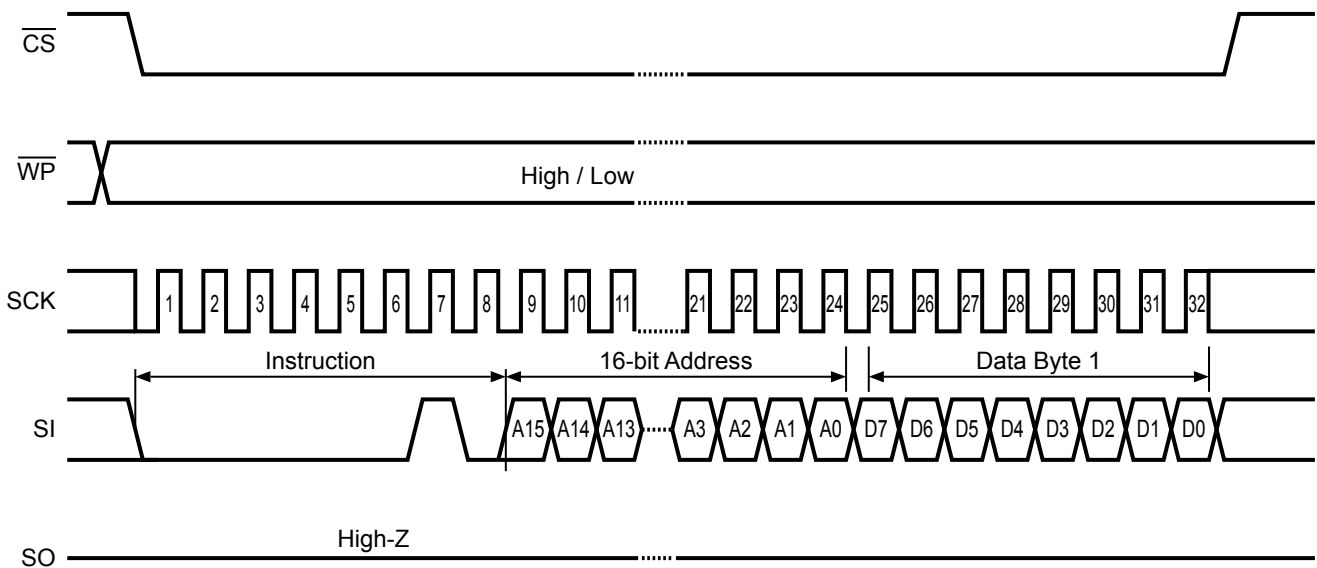 CS
WP
High / Low
SCK
1 2 3 4 5 6 7 8 9 10 11 21 22 23 24 25 26 27 28 29 30 31 32
Instruction 16-bit Address Data Byte 1
SI
A15 A14 A13 A3 A2 A1 A0 D7 D6 D5 D4 D3 D2 D1 D0
High-Z
SO